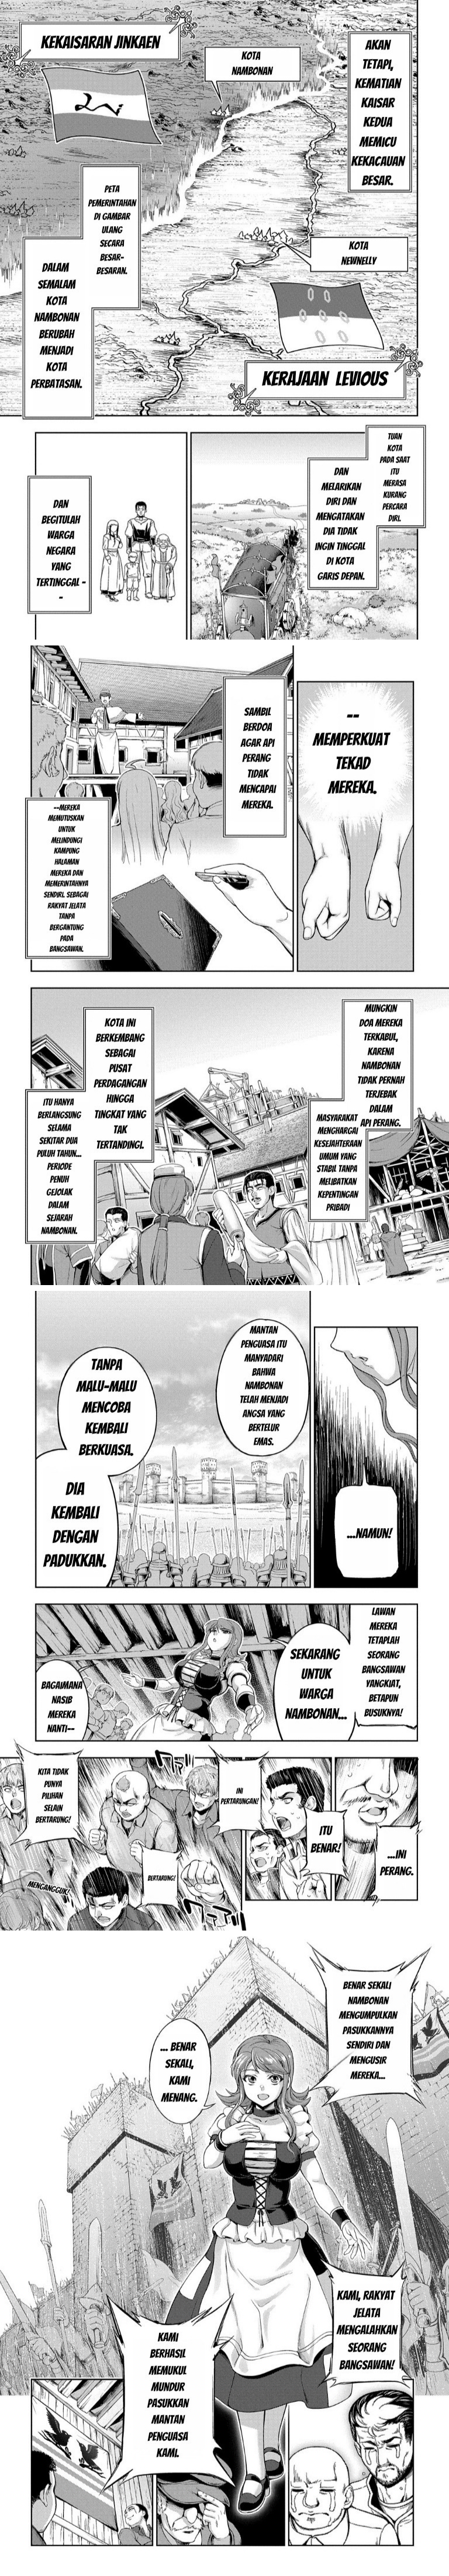 AKAN
TETAPI,
KEMATIAN
KAISAR
KEDUA
MEMICU
KEKACAUAN
BESAR.
KOTA
NAMBONAN
KEKAISARAN JINKAEN
PETA
PEMERINTAHAN
DI GAMBAR
ULANG
SECARA
BESAR-
BESARAN.
KOTA
NEWNELLY
KERAJAAN LEVIOUS
DALAM
SEMALAM
KOTA
NAMBONAN
BERUBAH
MENJADI
KOTA
PERBATASAN.
TUAN
KOTA
PADA SAAT
ITU
MERASA
KURANG
PERCARA
DIRI.
DAN
MELARIKAN
DIRI DAN
MENGATAKAN
DIA TIDAK
INGIN TINGGAL
DI KOTA
GARIS DEPAN.
DAN
BEGITULAH
WARGA
NEGARA
YANG
TERTINGGAL -
-
--
MEMPERKUAT
TEKAD
MEREKA.
SAMBIL
BERDOA
AGAR API
PERANG
TIDAK
MENCAPAI
MEREKA.
--MEREKA
MEMUTUSKAN
UNTUK
MELINDUNGI
KAMPUNG
HALAMAN
MEREKA DAN
MEMERINTAHNYA
SENDIRI. SEBAGAI
RAKYAT JELATA
TANPA
BERGANTUNG
PADA
BANGSAWAN.
MUNGKIN
DOA MEREKA
TERKABUL,
KARENA
NAMBONAN
TIDAK PERNAH
TERJEBAK
DALAM
API PERANG.
MASYARAKAT
MENGHARGAI
KESEJAHTERAAN
UMUM YANG
STABIL TANPA
MELIBATKAN
KEPENTINGAN
PRIBADI
KOTA INI
BERKEMBANG
SEBAGAI
PUSAT
PERDAGANGAN
HINGGA
TINGKAT YANG
TAK
TERTANDINGI.
ITU HANYA
BERLANGSUNG
SELAMA
SEKITAR DUA
PULUH TAHUN...
PERIODE
PENUH
GEJOLAK
DALAM
SEJARAH
NAMBONAN.
...NAMUN!
MANTAN
PENGUASA ITU
MANYADARI
BAHWA
NAMBONAN
TELAH MENJADI
ANGSA YANG
BERTELUR
EMAS.
TANPA
MALU-MALU
MENCOBA
KEMBALI
BERKUASA.
DIA
KEMBALI
DENGAN
PADUKKAN.
LAWAN
MEREKA
TETAPLAH
SEORANG
BANGSAWAN
YANGKIAT,
BETAPUN
BUSUKNYA!
SEKARANG
UNTUK
WARGA
NAMBONAN...
BAGAIMANA
NASIB
MEREKA
NANTI--
...INI
PERANG.
ITU
BENAR!
INI
PERTARUNGAN!
KITA TIDAK
PUNYA
PILIHAN
SELAIN
BERTARUNG!
BERTARUNG!
MENGANGGUK!
BENAR SEKALI
NAMBONAN
MENGUMPULKAN
PASUKKANNYA
SENDIRI DAN
MENGUSIR
MEREKA...
... BENAR
SEKALI,
KAMI
MENANG.
KAMI, RAKYAT
JELATA
MENGALAHKAN
SEORANG
BANGSAWAN!
KAMI
BERHASIL
MEMUKUL
MUNDUR
PASUKKAN
MANTAN
PENGUASA
KAMI.